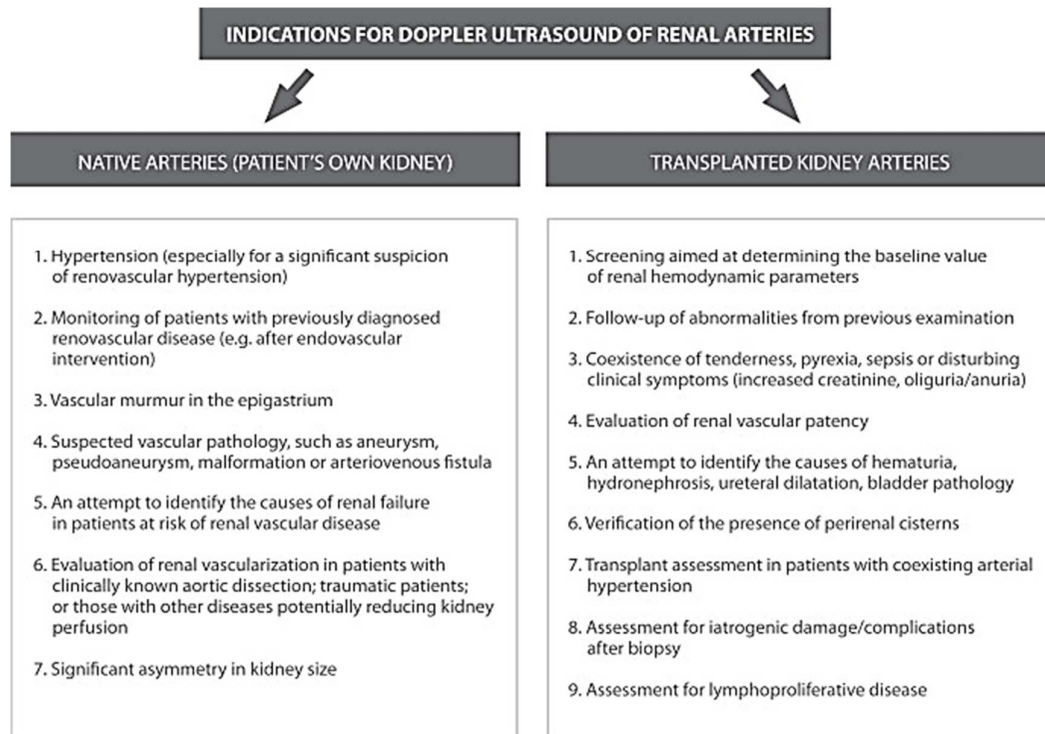 INDICATIONS FOR DOPPLER ULTRASOUND OF RENAL ARTERIES
NATIVE ARTERIES (PATIENT'S OWN KIDNEY)
1. Hypertension (especially for a significant suspicion
of renovascular hypertension)
2. Monitoring of patients with previously diagnosed
renovascular disease (e.g. after endovascular
intervention)
3. Vascular murmur in the epigastrium
4. Suspected vascular pathology, such as aneurysm,
pseudoaneurysm, malformation or arteriovenous fistula
5. An attempt to identify the causes of renal failure
in patients at risk of renal vascular disease
6. Evaluation of renal vascularization in patients with
clinically known aortic dissection; traumatic patients;
or those with other diseases potentially reducing kidney
perfusion
7. Significant asymmetry in kidney size
TRANSPLANTED KIDNEY ARTERIES
1. Screening aimed at determining the baseline value
of renal hemodynamic parameters
2. Follow-up of abnormalities from previous examination
3. Coexistence of tenderness, pyrexia, sepsis or disturbing
clinical symptoms (increased creatinine, oliguria/anuria)
4. Evaluation of renal vascular patency
5. An attempt to identify the causes of hematuria,
hydronephrosis, ureteral dilatation, bladder pathology
6. Verification of the presence of perirenal cisterns
7. Transplant assessment in patients with coexisting arterial
hypertension
8. Assessment for iatrogenic damage/complications
after biopsy
9. Assessment for lymphoproliferative disease